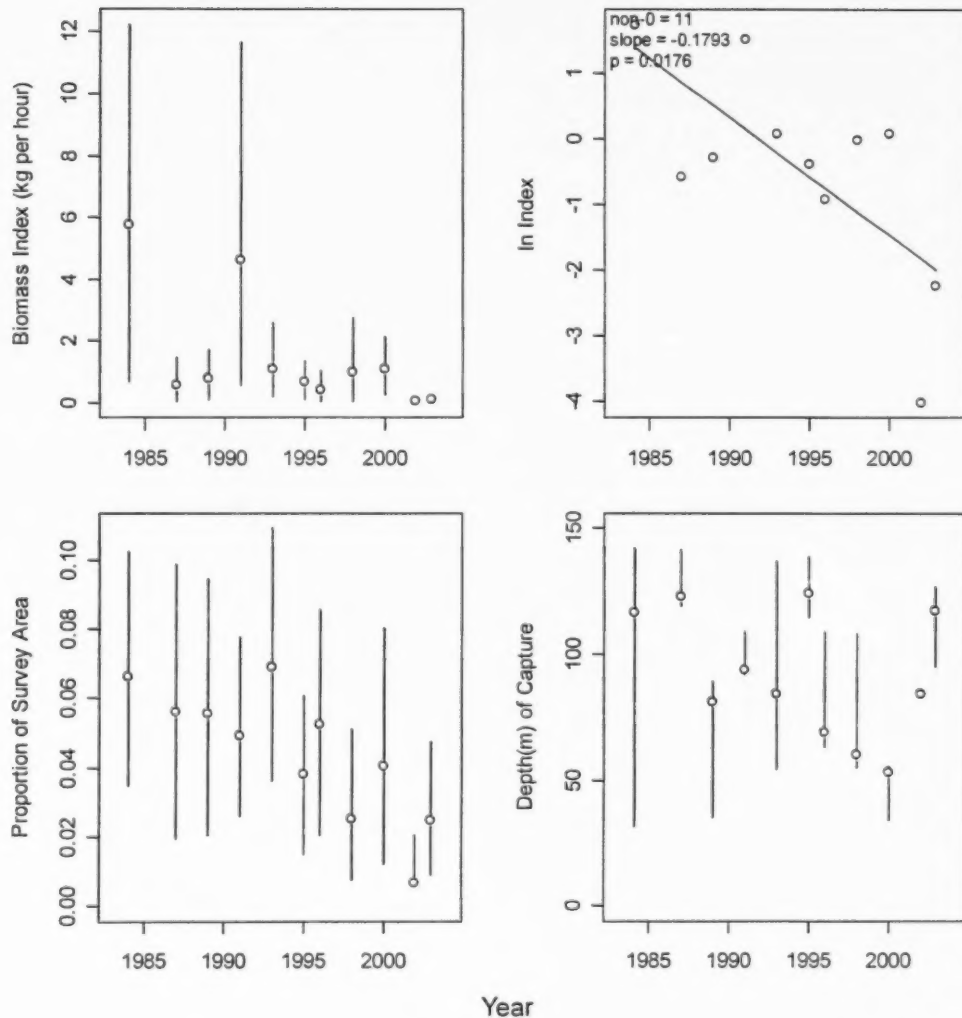 Biomass Index (kg per hour)
12
10
8
6
4
2
0
1985 1990 1995 2000
ln Index
non-0 = 11
slope = -0.1793
p = 0.0176
1
0
-1
-2
-3
-4
1985 1990 1995 2000
Proportion of Survey Area
0.10
0.08
0.06
0.04
0.02
0.00
1985 1990 1995 2000
Depth(m) of Capture
150
100
50
0
1985 1990 1995 2000
Year